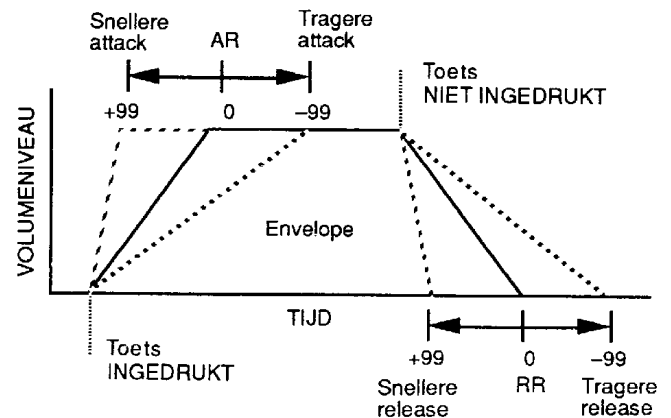 Snellere
attack
AR
Tragere
attack
+99
0
–99
Toets
NIET INGEDRUKT
VOLUMENIVEAU
Envelope
TIJD
Toets
INGEDRUKT
+99
0
–99
Snellere
release
RR
Tragere
release